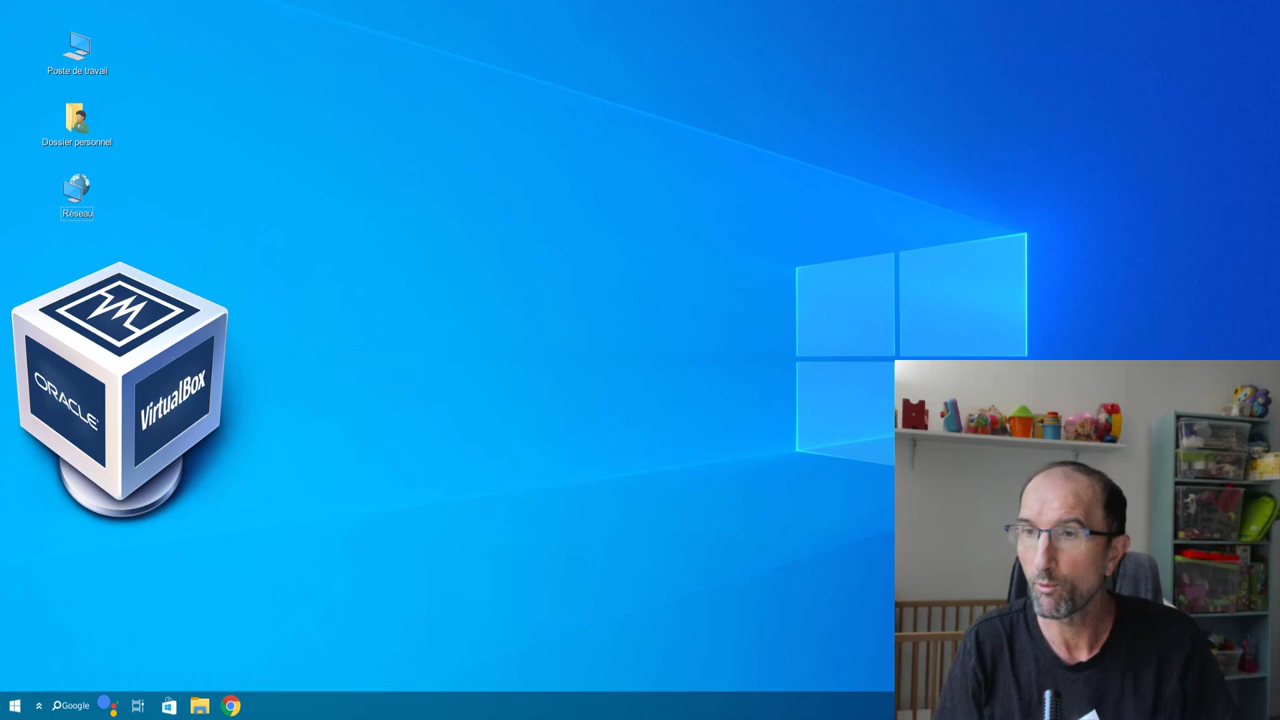 Poste de travail
Dossier personnel
Réseau
ORACLE
VirtualBox
Google